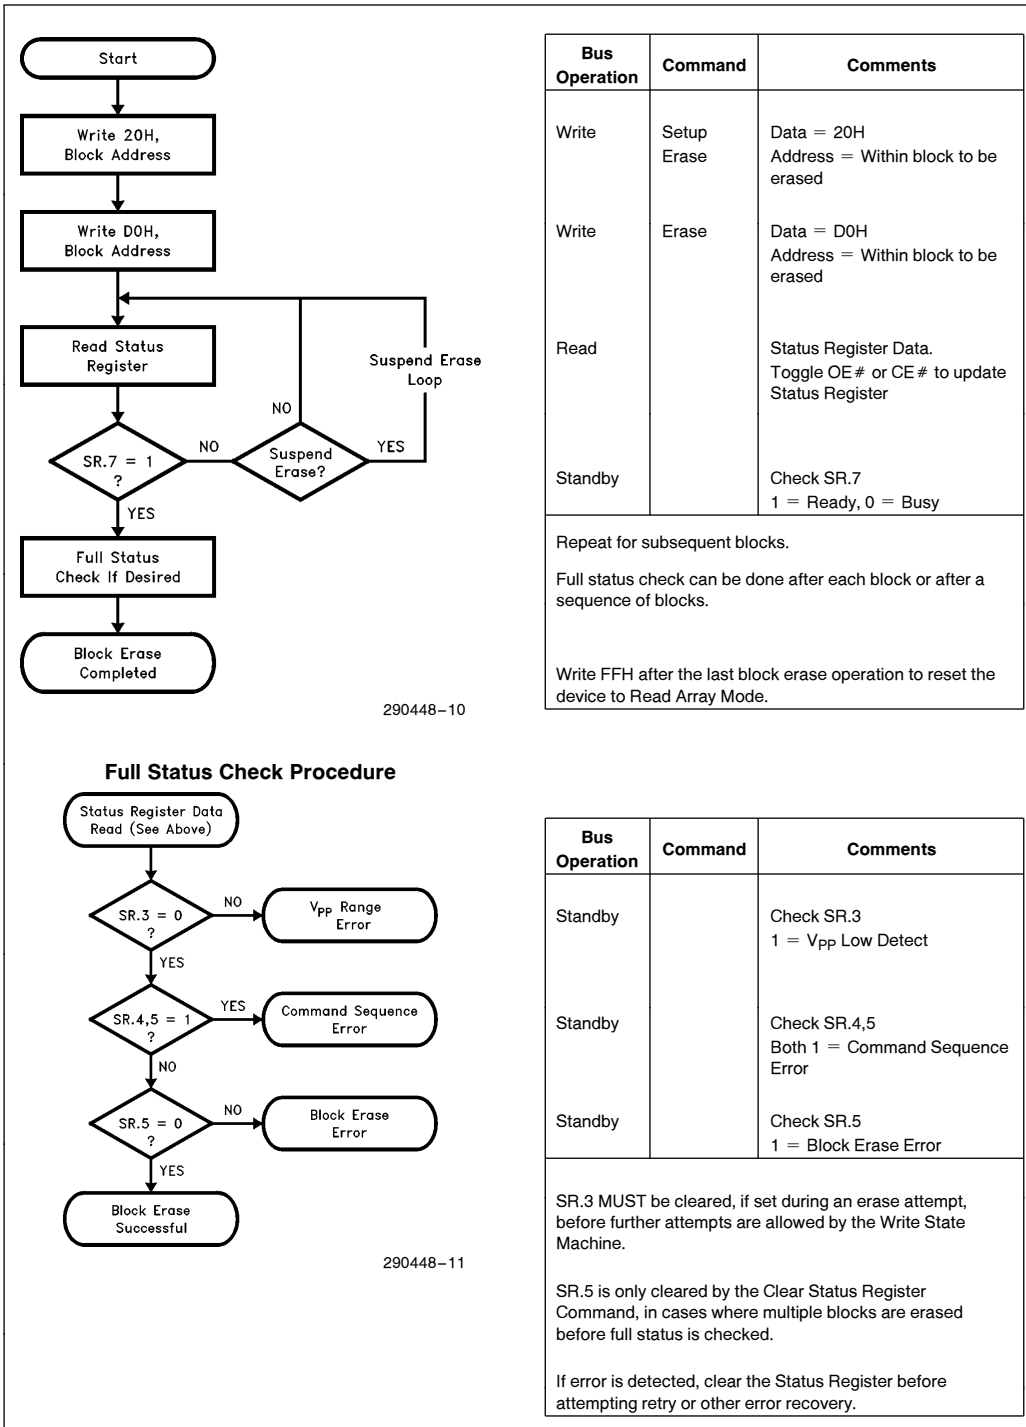 Start
Write 20H,
Block Address
Write D0H,
Block Address
Read Status
Register
Suspend Erase
Loop
NO
SR.7 = 1
?
NO
Suspend
Erase?
YES
YES
Full Status
Check If Desired
Block Erase
Completed
290448–10
Bus
Operation
Command
Comments
Write
Setup
Erase
Data = 20H
Address = Within block to be
erased
Write
Erase
Data = D0H
Address = Within block to be
erased
Read
Status Register Data.
Toggle OE# or CE# to update
Status Register
Standby
Check SR.7
1 = Ready, 0 = Busy
Repeat for subsequent blocks.
Full status check can be done after each block or after a
sequence of blocks.
Write FFH after the last block erase operation to reset the
device to Read Array Mode.
Full Status Check Procedure
Status Register Data
Read (See Above)
SR.3 = 0
?
NO
VPP Range
Error
YES
SR.4,5 = 1
?
YES
Command Sequence
Error
NO
SR.5 = 0
?
NO
Block Erase
Error
YES
Block Erase
Successful
290448–11
Bus
Operation
Command
Comments
Standby
Check SR.3
1 = VPP Low Detect
Standby
Check SR.4,5
Both 1 = Command Sequence
Error
Standby
Check SR.5
1 = Block Erase Error
SR.3 MUST be cleared, if set during an erase attempt,
before further attempts are allowed by the Write State
Machine.
SR.5 is only cleared by the Clear Status Register
Command, in cases where multiple blocks are erased
before full status is checked.
If error is detected, clear the Status Register before
attempting retry or other error recovery.